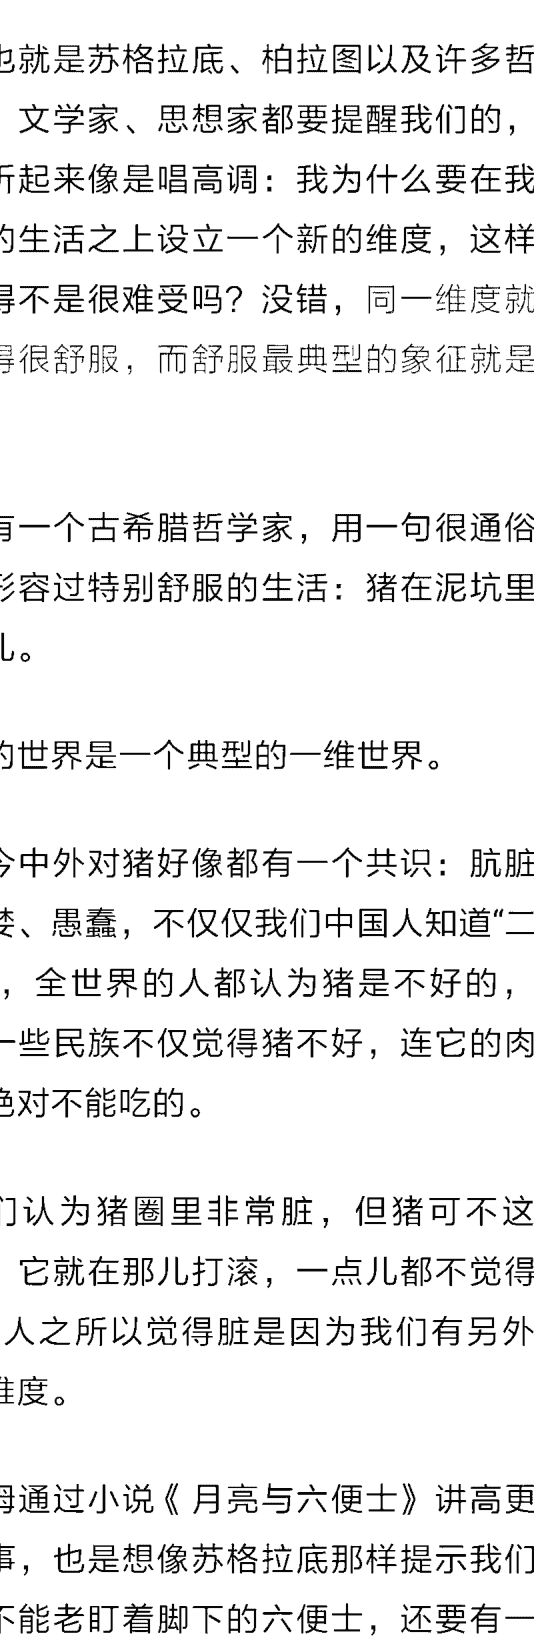 也就是苏格拉底、柏拉图以及许多哲
文学家、思想家都要提醒我们的，
听起来像是唱高调：我为什么要在我
的生活之上设立一个新的维度，这样
得不是很难受吗？没错，同一维度就
得很舒服，而舒服最典型的象征就是
有一个古希腊哲学家，用一句很通俗
形容过特别舒服的生活：猪在泥坑里
儿。
的世界是一个典型的一维世界。
今中外对猪好像都有一个共识：肮脏
、愚蠢，不仅仅我们中国人知道“二
，全世界的人都认为猪是不好的，
一些民族不仅觉得猪不好，连它的肉
绝对不能吃的。
们认为猪圈里非常脏，但猪可不这
它就在那儿打滚，一点儿都不觉得
人之所以觉得脏是因为我们有另外
维度。
姆通过小说《月亮与六便士》讲高更
事，也是想像苏格拉底那样提示我们
不能老盯着脚下的六便士，还要有一